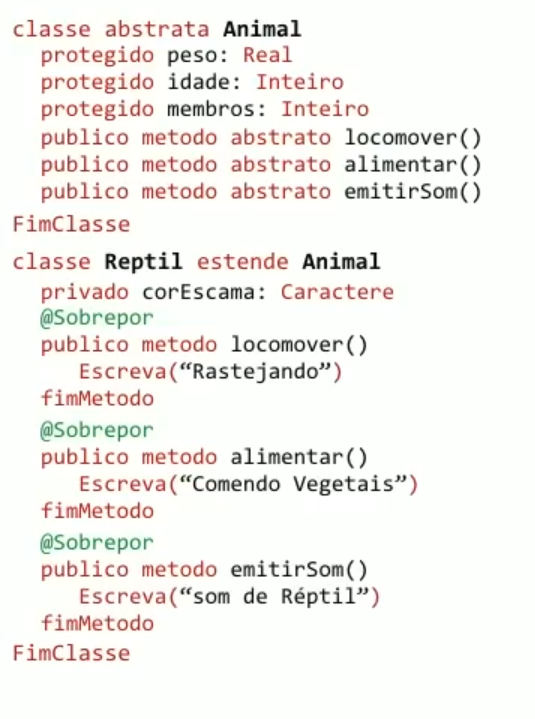 classe abstrata Animal
protegido peso: Real
protegido idade: Inteiro
protegido membros: Inteiro
publico metodo abstrato locomover()
publico metodo abstrato alimentar()
publico metodo abstrato emitirSom()
FimClasse
classe Reptil estende Animal
privado corEscama: Caractere
@Sobrepor
publico metodo locomover()
Escreva(“Rastejando”)
fimMetodo
@Sobrepor
publico metodo alimentar()
Escreva(“Comendo Vegetais”)
fimMetodo
@Sobrepor
publico metodo emitirSom()
Escreva(“som de Réptil”)
fimMetodo
FimClasse